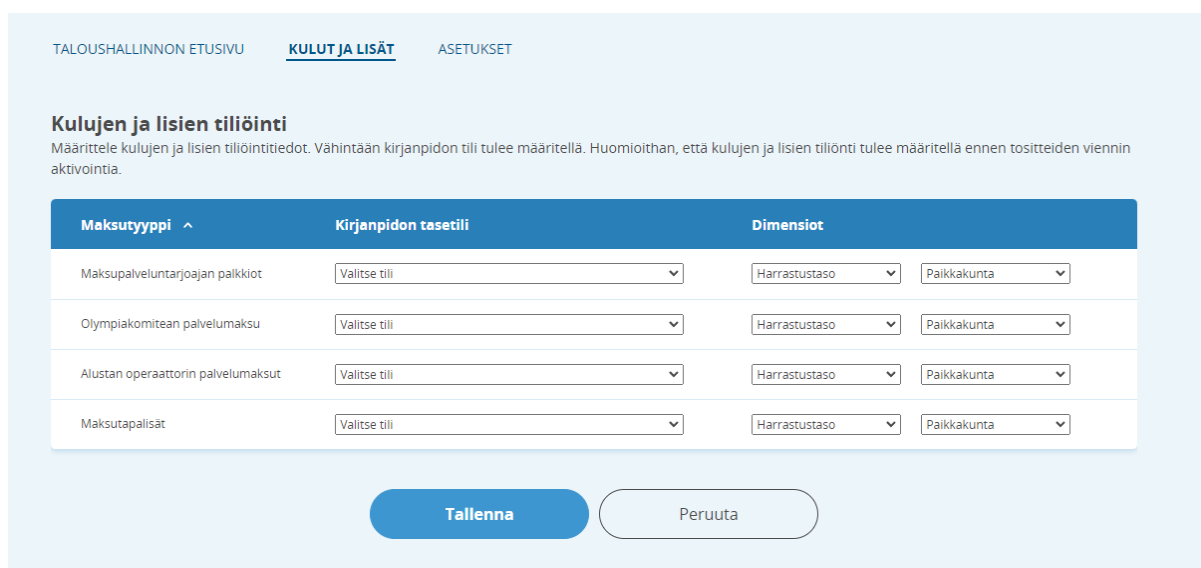 TALOUSHALLINNON ETUSIVU KULUT JA LISÄT ASETUKSET
Kulujen ja lisien tiliöinti
Määrittele kulujen ja lisien tiliöintitiedot. Vähintään kirjanpidon tili tulee määritellä. Huomioithan, että kulujen ja lisien tiliönti tulee määritellä ennen tositteiden viennin
aktivointia.
Maksutyyppi Kirjanpidon tasetili Dimensiot
Maksupalveluntarjoajan palkkiot Valitse tili Harrastustaso Paikkakunta
Olympiakomitean palvelumaksu Valitse tili Harrastustaso Paikkakunta
Alustan operaattorin palvelumaksut Valitse tili Harrastustaso Paikkakunta
Maksutapalisät Valitse tili Harrastustaso Paikkakunta
Tallenna Peruuta